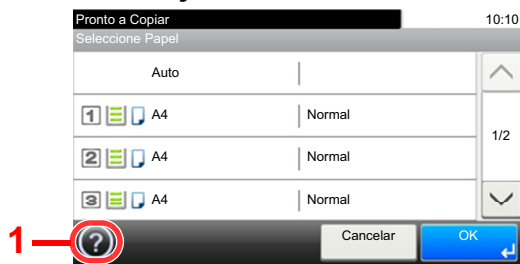 Pronto a Copiar 10:10
Seleccione Papel
Auto
1 A4 Normal
1/2
2 A4 Normal
3 A4 Normal
1 ? Cancelar OK